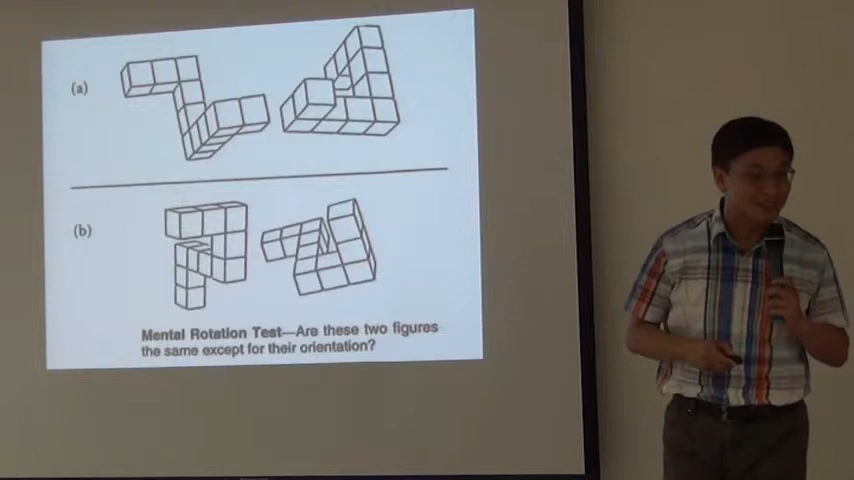 (a)
(b)
Mental Rotation Test—Are these two figures
the same except for their orientation?